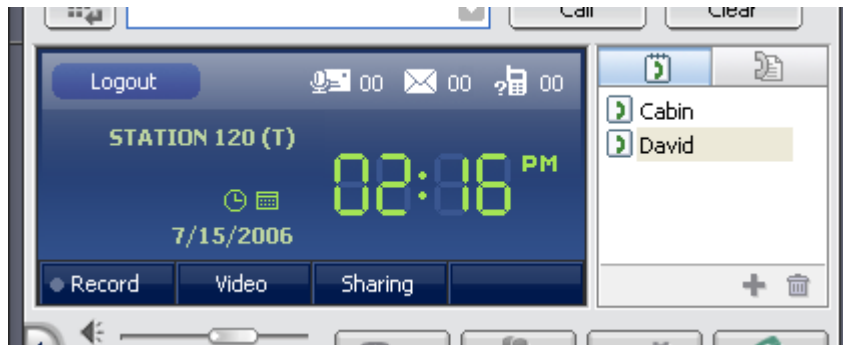 Call Clear
Logout 00 00 ? 00
Cabin
STATION 120 (T)
David
02:16 PM
7/15/2006
Record Video Sharing